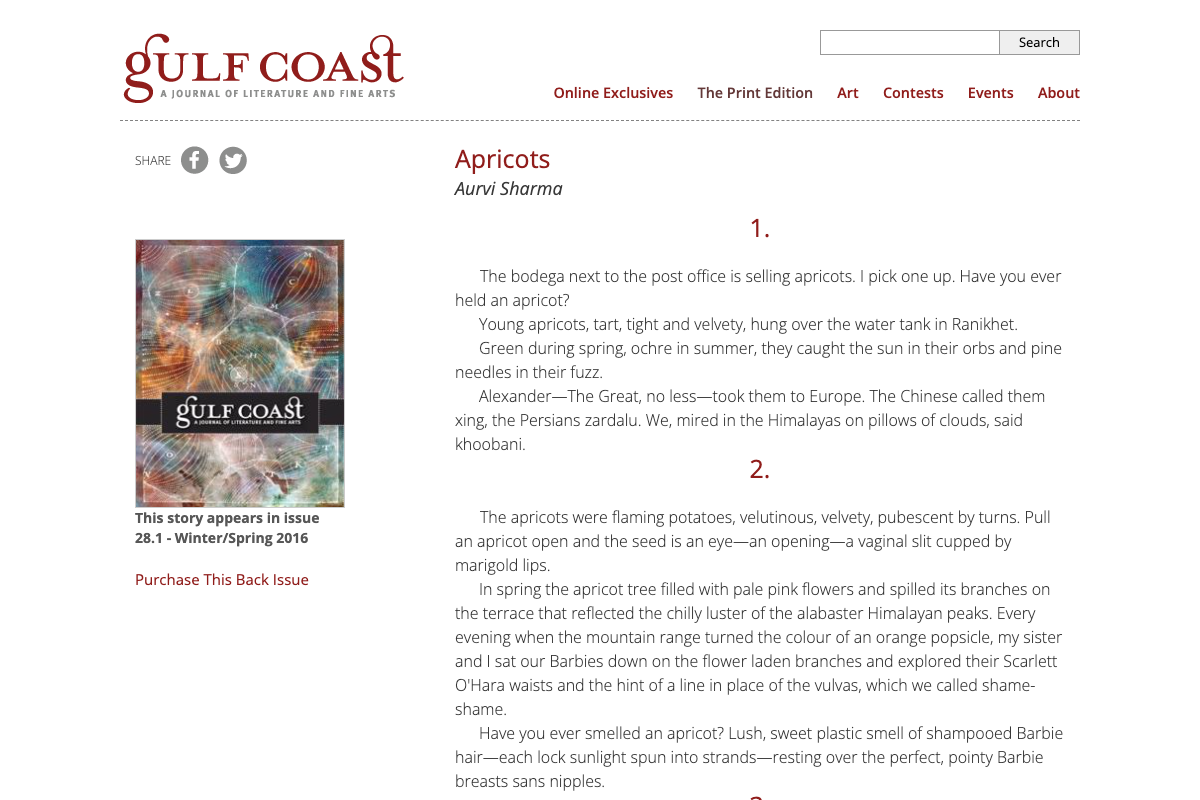 gULF COAST
A JOURNAL OF LITERATURE AND FINE ARTS
Search
Online Exclusives The Print Edition Art Contests Events About
SHARE
Apricots
Aurvi Sharma
1.
The bodega next to the post office is selling apricots. I pick one up. Have you ever
held an apricot?
Young apricots, tart, tight and velvety, hung over the water tank in Ranikhet.
Green during spring, ochre in summer, they caught the sun in their orbs and pine
needles in their fuzz.
Alexander—The Great, no less—took them to Europe. The Chinese called them
xing, the Persians zardalu. We, mired in the Himalayas on pillows of clouds, said
khoobani.
gULF COAST
A JOURNAL OF LITERATURE AND FINE ARTS
This story appears in issue
28.1 - Winter/Spring 2016
Purchase This Back Issue
2.
The apricots were flaming potatoes, velutinous, velvety, pubescent by turns. Pull
an apricot open and the seed is an eye—an opening—a vaginal slit cupped by
marigold lips.
In spring the apricot tree filled with pale pink flowers and spilled its branches on
the terrace that reflected the chilly luster of the alabaster Himalayan peaks. Every
evening when the mountain range turned the colour of an orange popsicle, my sister
and I sat our Barbies down on the flower laden branches and explored their Scarlett
O'Hara waists and the hint of a line in place of the vulvas, which we called shame-
shame.
Have you ever smelled an apricot? Lush, sweet plastic smell of shampooed Barbie
hair—each lock sunlight spun into strands—resting over the perfect, pointy Barbie
breasts sans nipples.